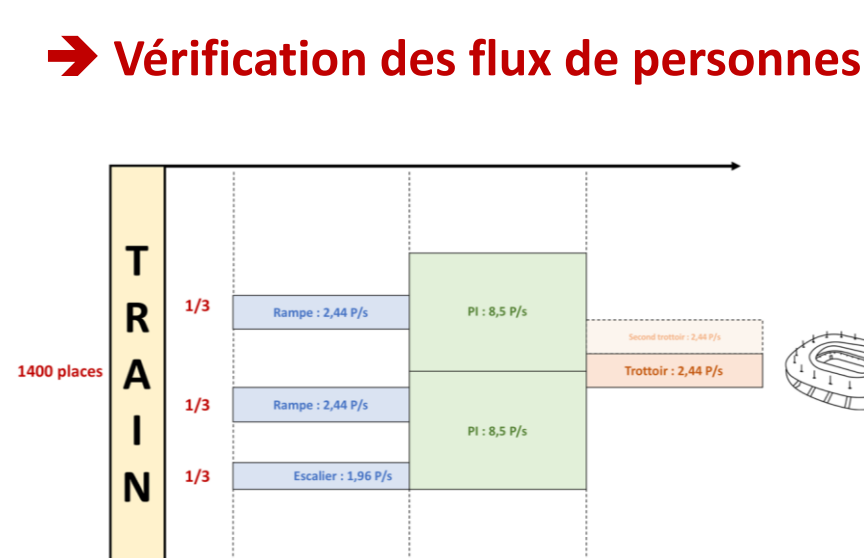 ➔ Vérification des flux de personnes
TRAIN
1400 places
1/3
Rampe : 2,44 P/s
PI : 8,5 P/s
Second trottoir : 2,44 P/s
Trottoir : 2,44 P/s
1/3
Rampe : 2,44 P/s
PI : 8,5 P/s
1/3
Escalier : 1,96 P/s